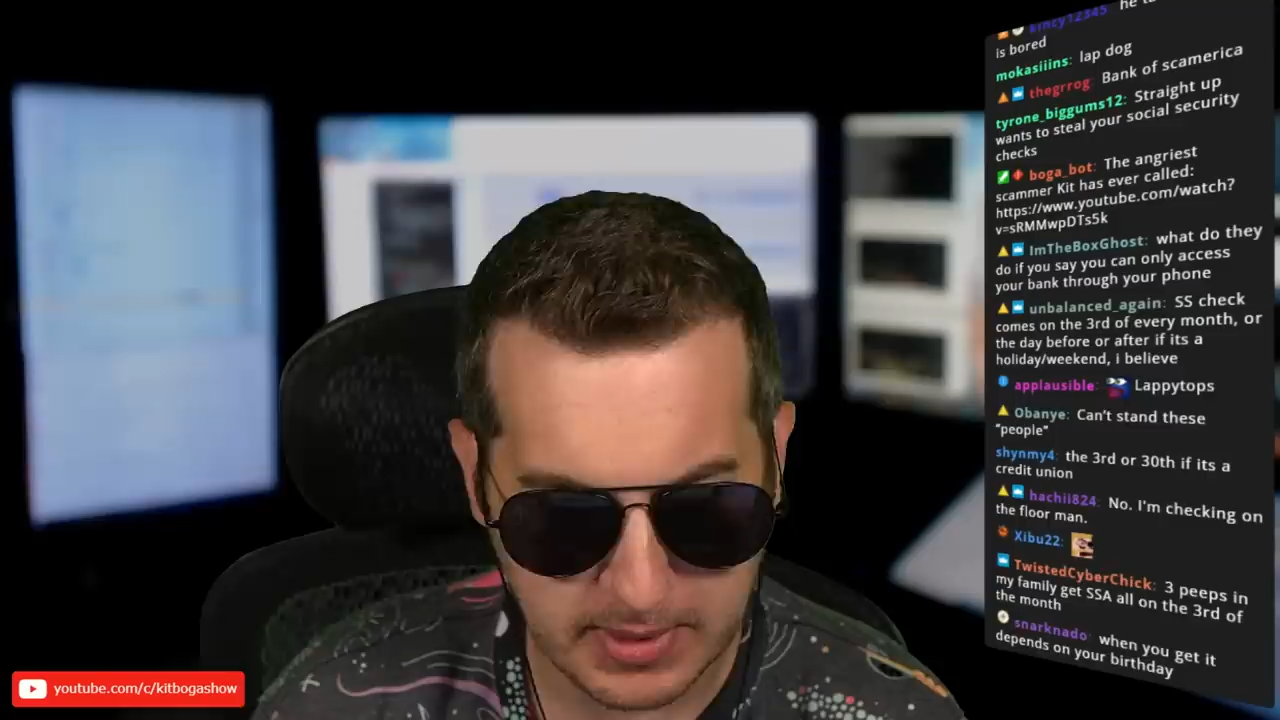 kincy12345: he
is bored
mokasiiins: lap dog
thegrrog: Bank of scamerica
tyrone_biggums12: Straight up
wants to steal your social security
checks
boga_bot: The angriest
scammer Kit has ever called:
https://www.youtube.com/watch?
v=sRMMwpDTs5k
ImTheBoxGhost: what do they
do if you say you can only access
your bank through your phone
unbalanced_again: SS check
comes on the 3rd of every month, or
the day before or after if its a
holiday/weekend, i believe
applausible: Lappytops
Obanye: Can't stand these
"people"
shynmy4: the 3rd or 30th if its a
credit union
hachii824: No. I'm checking on
the floor man.
Xibu22:
TwistedCyberChick: 3 peeps in
my family get SSA all on the 3rd of
the month
snarknado: when you get it
depends on your birthday
youtube.com/c/kitbogashow